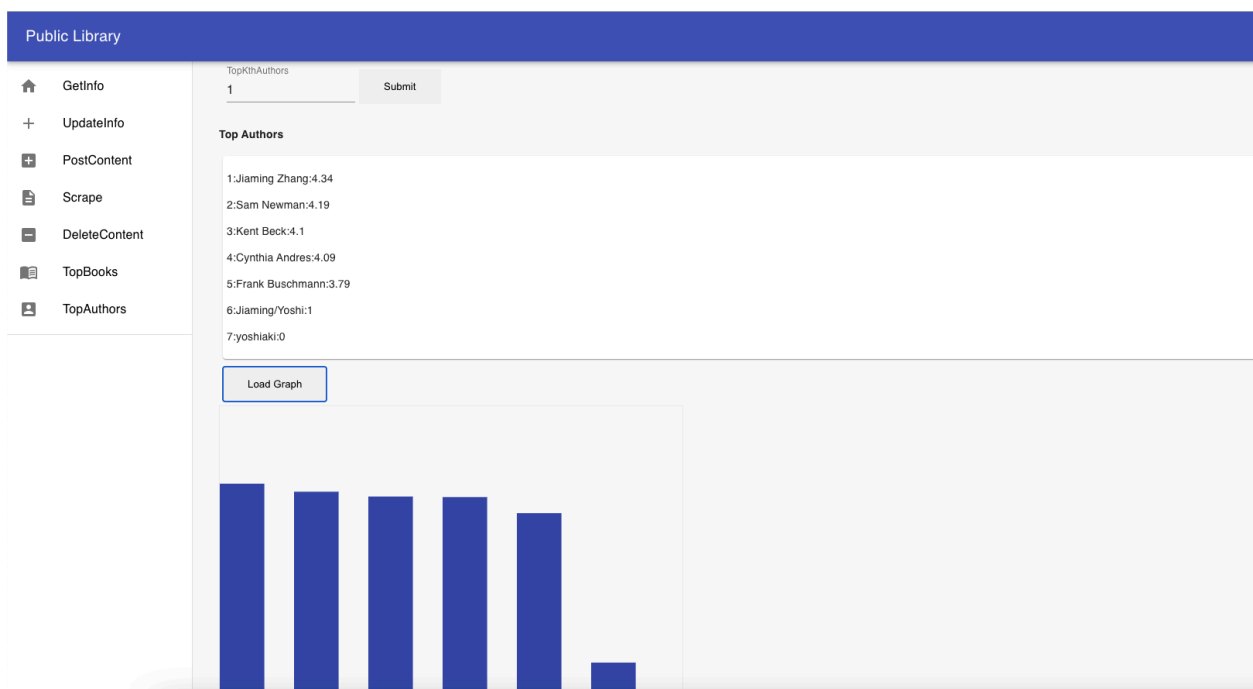 Public Library
GetInfo
UpdateInfo
PostContent
Scrape
DeleteContent
TopBooks
TopAuthors
TopKthAuthors
1
Submit
Top Authors
1:Jiaming Zhang:4.34
2:Sam Newman:4.19
3:Kent Beck:4.1
4:Cynthia Andres:4.09
5:Frank Buschmann:3.79
6:Jiaming/Yoshi:1
7:yoshiaki:0
Load Graph